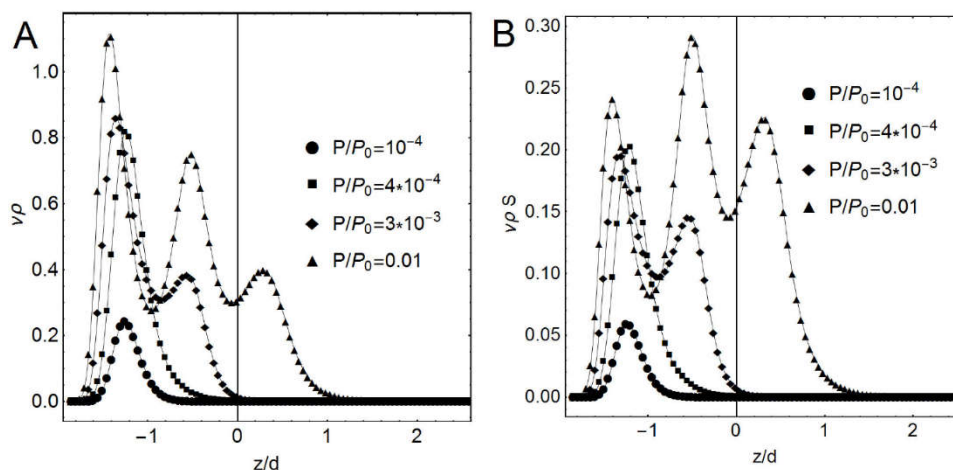 A
νρ
1.0
0.8
0.6
0.4
0.2
0.0
−1
0
1
2
z/d
P/P₀=10⁻⁴
P/P₀=4*10⁻⁴
P/P₀=3*10⁻³
P/P₀=0.01
B
νρ S
0.30
0.25
0.20
0.15
0.10
0.05
0.00
−1
0
1
2
z/d
P/P₀=10⁻⁴
P/P₀=4*10⁻⁴
P/P₀=3*10⁻³
P/P₀=0.01